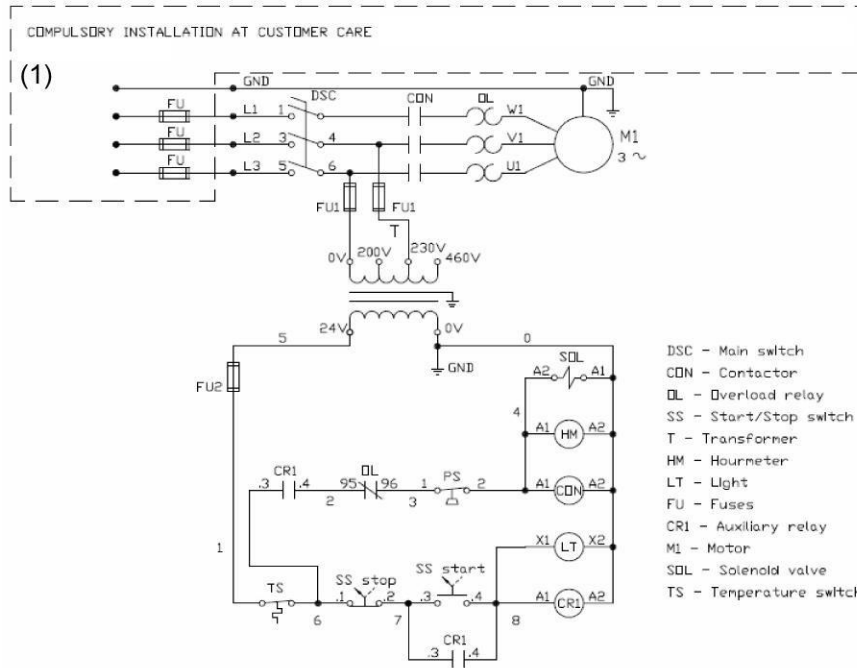 COMPULSORY INSTALLATION AT CUSTOMER CARE
(1)
GND
GND
FU
L1
1
DSC
CON
OL
W1
FU
L2
3
4
V1
M1
3 ~
FU
L3
5
6
U1
FU1
FU1
T
0V
200V
230V
460V
24V
0V
5
0
GND
SOL
A2
A1
FU2
4
A1
HM
A2
CR1
.3
.4
2
OL
95
96
3
PS
1
2
A1
CON
A2
1
X1
LT
X2
TS
6
SS stop
.1
.2
7
SS start
.3
.4
8
A1
CR1
A2
CR1
.3
.4
DSC - Main switch
CON - Contactor
OL - Overload relay
SS - Start/Stop switch
T - Transformer
HM - Hourmeter
LT - Light
FU - Fuses
CR1 - Auxiliary relay
M1 - Motor
SOL - Solenoid valve
TS - Temperature switch